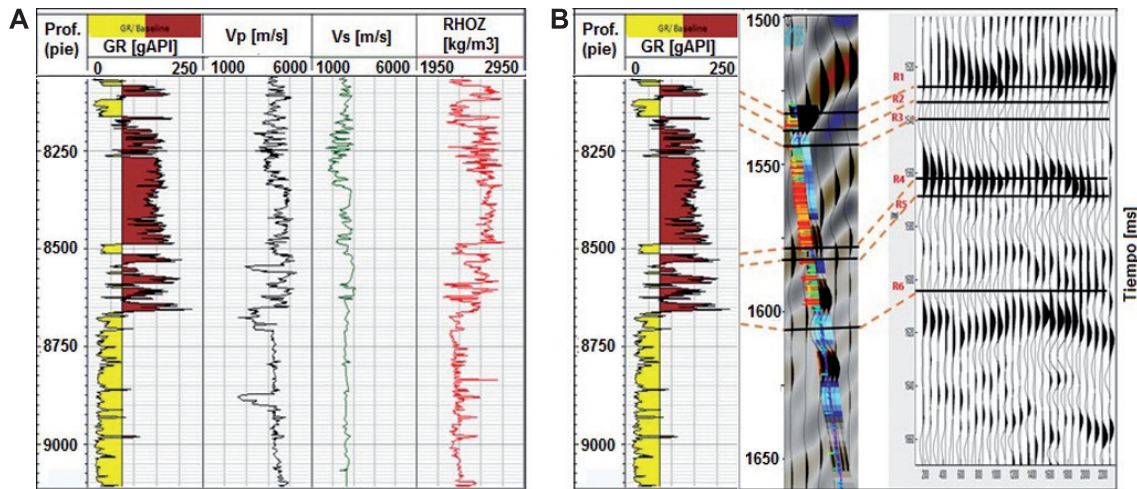 A
Prof.
(pie)
GR/Baseline
GR [gAPI]
0 250
Vp [m/s]
1000 6000
Vs [m/s]
1000 6000
RHOZ
[kg/m3]
1950 2950
8250
8500
8750
9000
B
Prof.
(pie)
GR/Baseline
GR [gAPI]
0 250
8250
8500
8750
9000
1500
1550
1600
1650
R1
R2
R3
R4
R5
R6
Tiempo [ms]